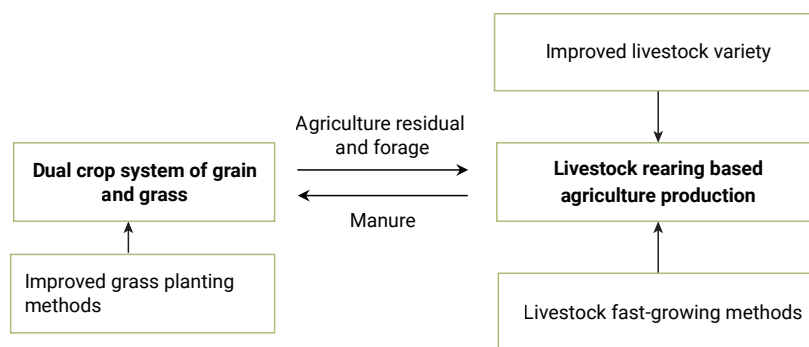 Improved livestock variety
Agriculture residual
and forage
Dual crop system of grain
and grass
Livestock rearing based
agriculture production
Manure
Improved grass planting
methods
Livestock fast-growing methods